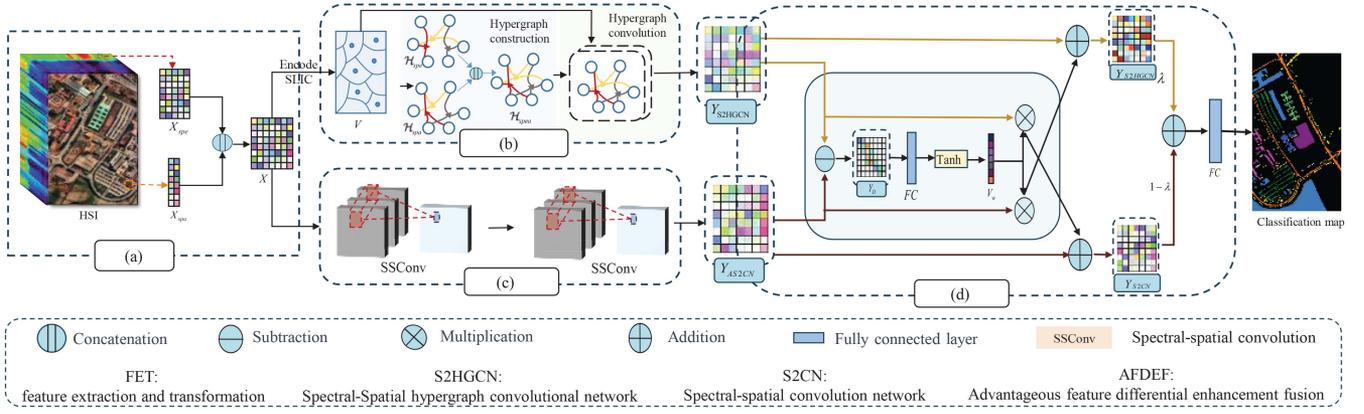 HSI
X_spe
X_spa
X
(a)
Encode
SLIC
V
H_spe
H_spa
Hypergraph
construction
H_spea
Hypergraph
convolution
(b)
SSConv
SSConv
(c)
Y_S2HGCN
Y_AS2CN
Y_D
FC
Tanh
V_w
Y_S2HGCN
λ
1-λ
Y_S2CN
(d)
FC
Classification map
Concatenation
Subtraction
Multiplication
Addition
Fully connected layer
SSConv
Spectral-spatial convolution
FET:
feature extraction and transformation
S2HGCN:
Spectral-Spatial hypergraph convolutional network
S2CN:
Spectral-spatial convolution network
AFDEF:
Advantageous feature differential enhancement fusion